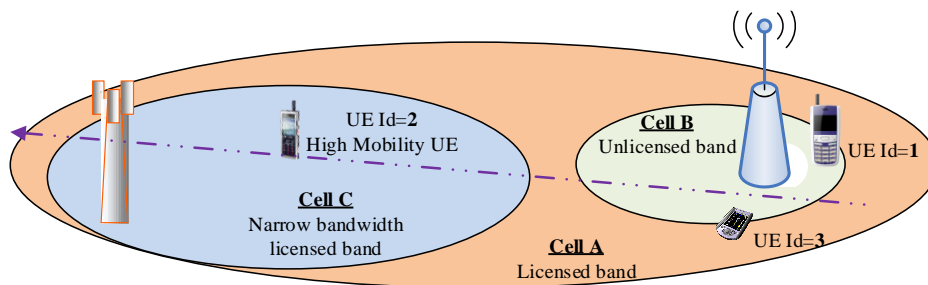 UE Id=2
High Mobility UE
Cell B
Unlicensed band
UE Id=1
Cell C
Narrow bandwidth
licensed band
UE Id=3
Cell A
Licensed band